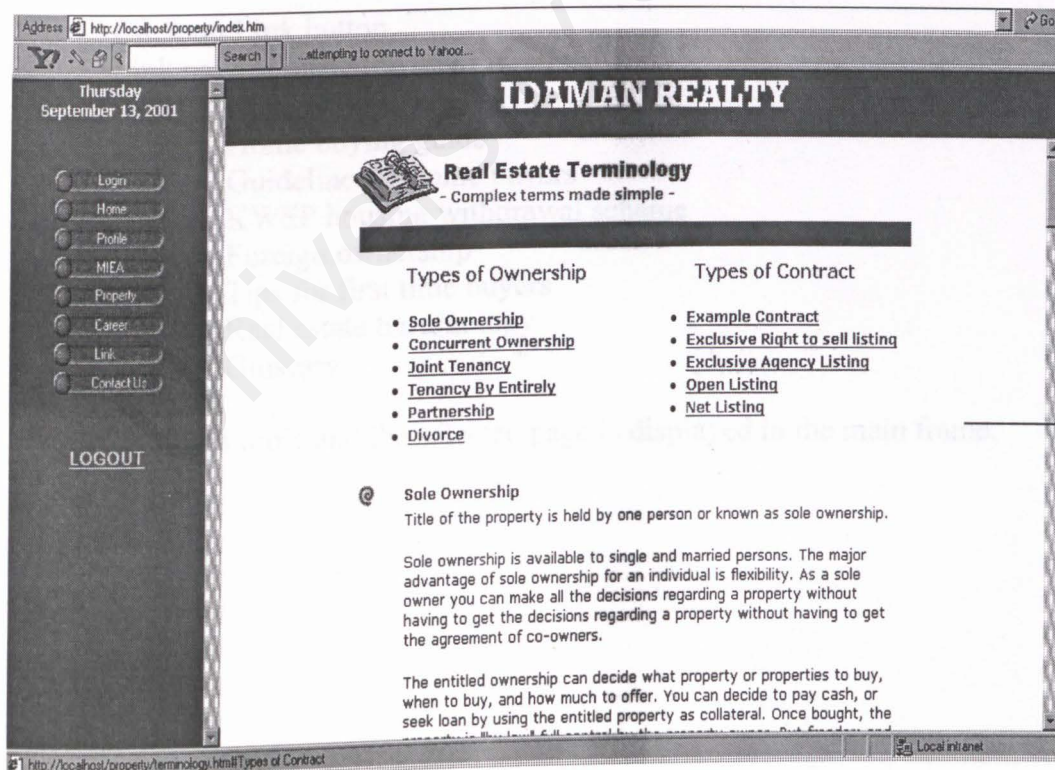 Address http://localhost/property/index.htm Go
Y! Search ...attempting to connect to Yahoo!...
Thursday
September 13, 2001
Login
Home
Profile
MIEA
Property
Career
Link
Contact Us
LOGOUT
IDAMAN REALTY
Real Estate Terminology
- Complex terms made simple -
Types of Ownership
• Sole Ownership
• Concurrent Ownership
• Joint Tenancy
• Tenancy By Entirely
• Partnership
• Divorce
Types of Contract
• Example Contract
• Exclusive Right to sell listing
• Exclusive Agency Listing
• Open Listing
• Net Listing
@ Sole Ownership
Title of the property is held by one person or known as sole ownership.
Sole ownership is available to single and married persons. The major
advantage of sole ownership for an individual is flexibility. As a sole
owner you can make all the decisions regarding a property without
having to get the decisions regarding a property without having to get
the agreement of co-owners.
The entitled ownership can decide what property or properties to buy,
when to buy, and how much to offer. You can decide to pay cash, or
seek loan by using the entitled property as collateral. Once bought, the
http://localhost/property/terminology.htm#Types of Contract
Local intranet